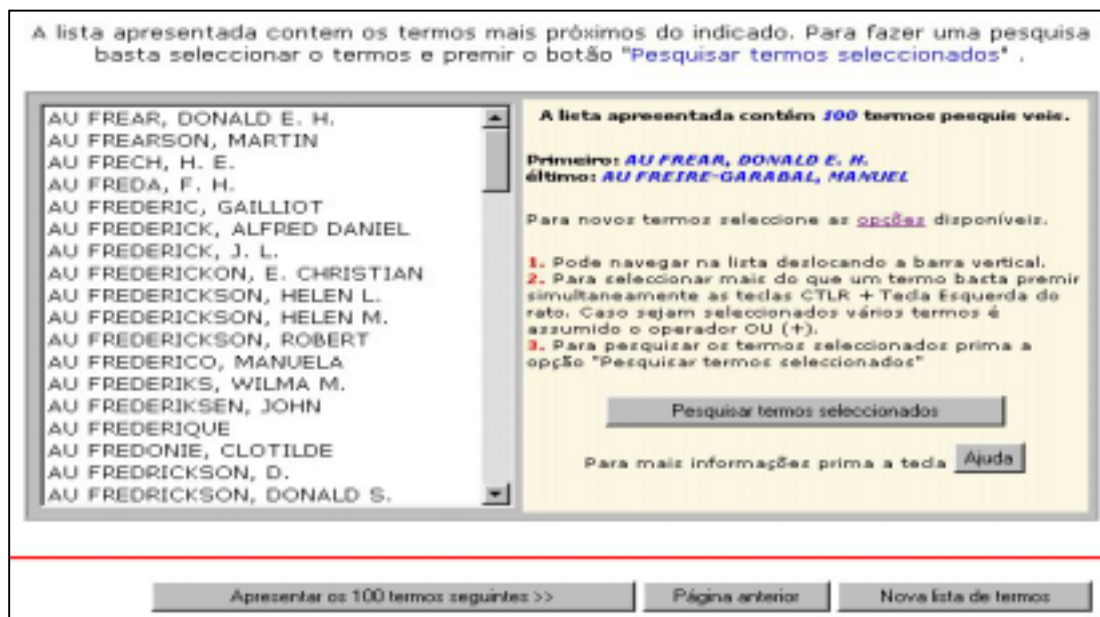 A lista apresentada contem os termos mais próximos do indicado. Para fazer uma pesquisa
basta seleccionar o termos e premir o botão "Pesquisar termos seleccionados" .
AU FREAR, DONALD E. H.
AU FREARSON, MARTIN
AU FRECH, H. E.
AU FREDA, F. H.
AU FREDERIC, GAILLIOT
AU FREDERICK, ALFRED DANIEL
AU FREDERICK, J. L.
AU FREDERICKON, E. CHRISTIAN
AU FREDERICKSON, HELEN L.
AU FREDERICKSON, HELEN M.
AU FREDERICKSON, ROBERT
AU FREDERICO, MANUELA
AU FREDERIKS, WILMA M.
AU FREDERIKSEN, JOHN
AU FREDERIQUE
AU FREDONIE, CLOTILDE
AU FREDRICKSON, D.
AU FREDRICKSON, DONALD S.
A lista apresentada contém 100 termos pesquis veis.
Primeiro: AU FREAR, DONALD E. H.
éltimo: AU FREIRE-GARABAL, MANUEL
Para novos termos seleccione as opções disponíveis.
1. Pode navegar na lista deslocando a barra vertical.
2. Para seleccionar mais do que um termo basta premir
simultaneamente as teclas CTLR + Tecla Esquerda do
rato. Caso sejam seleccionados vários termos é
assumido o operador OU (+).
3. Para pesquisar os termos seleccionados prima a
opção "Pesquisar termos seleccionados"
Pesquisar termos seleccionados
Para mais informações prima a tecla Ajuda
Apresentar os 100 termos seguintes >> Página anterior Nova lista de termos